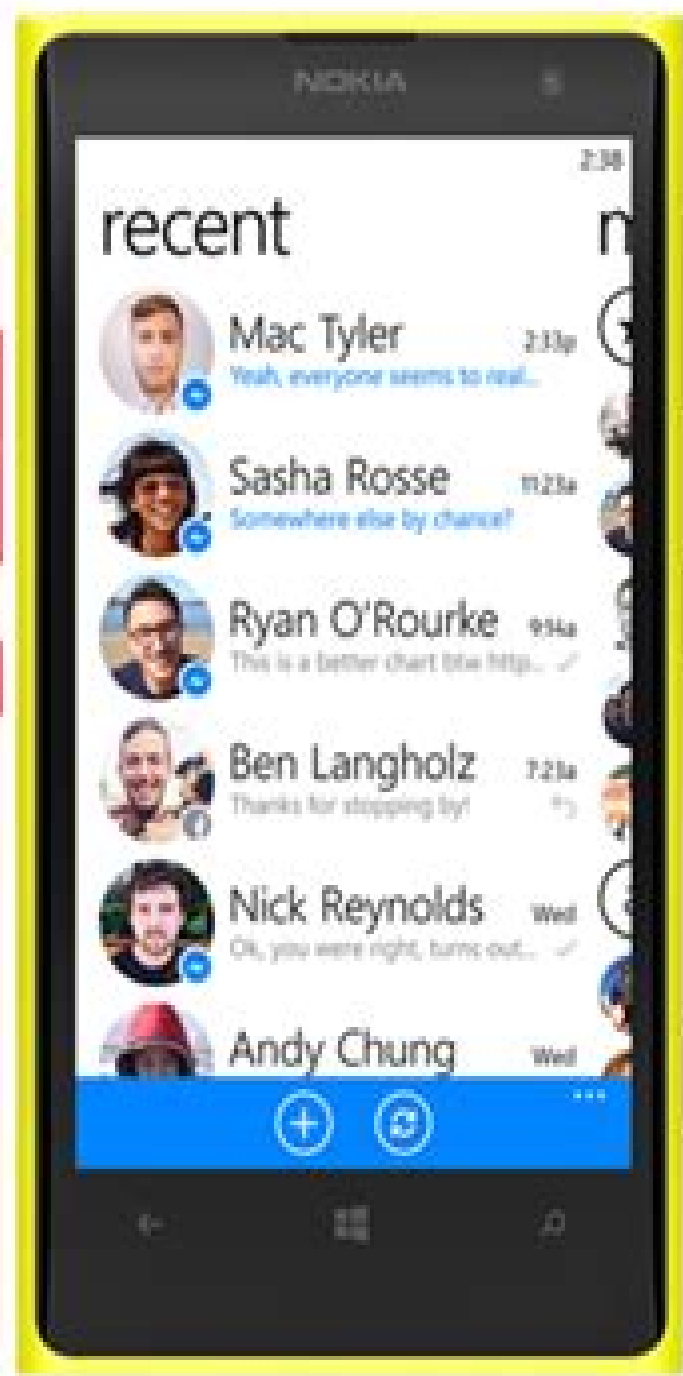 NOKIA
2:38
recent
Mac Tyler 2:33p
Yeah, everyone seems to real...
Sasha Rosse 11:23a
Somewhere else by chance?
Ryan O'Rourke 9:14a
This is a better chart btw http...
Ben Langholz 7:23a
Thanks for stopping by!
Nick Reynolds Wed
Ok, you were right, turns out...
Andy Chung Wed